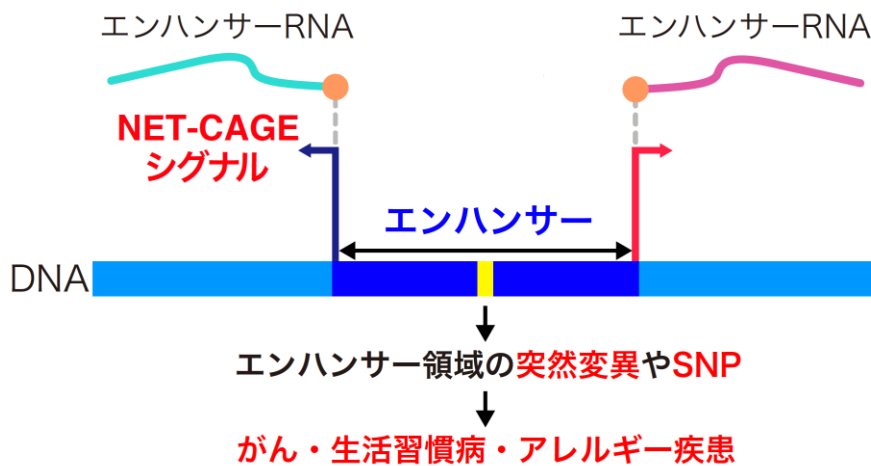 エンハンサーRNA
エンハンサーRNA
NET-CAGE
シグナル
エンハンサー
DNA
エンハンサー領域の突然変異やSNP
がん・生活習慣病・アレルギー疾患